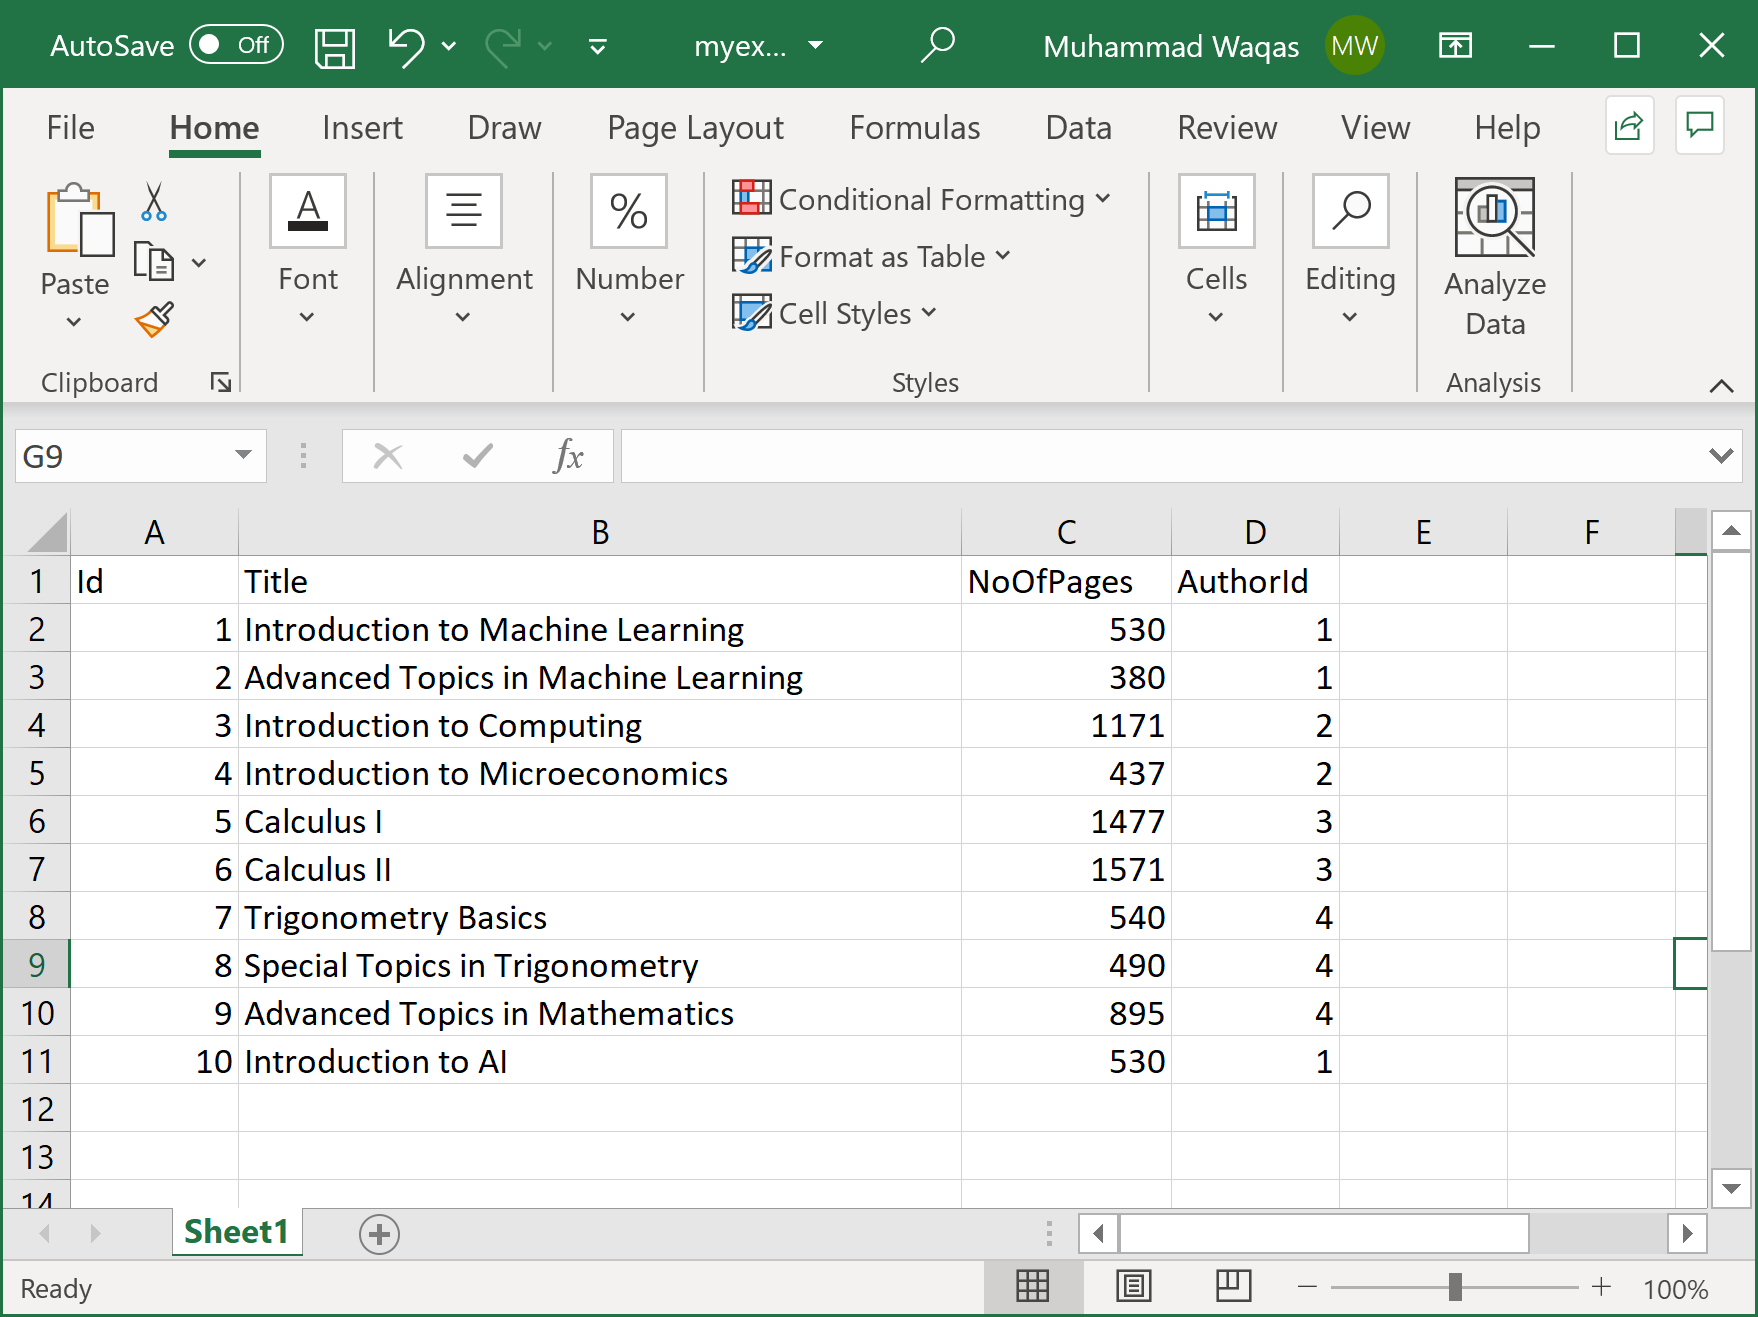 AutoSave Off myex... Muhammad Waqas MW
File Home Insert Draw Page Layout Formulas Data Review View Help
Paste
Clipboard
A
Font
Alignment
%
Number
Conditional Formatting
Format as Table
Cell Styles
Styles
Cells
Editing
Analyze
Data
Analysis
G9 fx
A B C D E F
1 Id Title NoOfPages AuthorId
2 1 Introduction to Machine Learning 530 1
3 2 Advanced Topics in Machine Learning 380 1
4 3 Introduction to Computing 1171 2
5 4 Introduction to Microeconomics 437 2
6 5 Calculus I 1477 3
7 6 Calculus II 1571 3
8 7 Trigonometry Basics 540 4
9 8 Special Topics in Trigonometry 490 4
10 9 Advanced Topics in Mathematics 895 4
11 10 Introduction to AI 530 1
12
13
14
Sheet1
Ready 100%